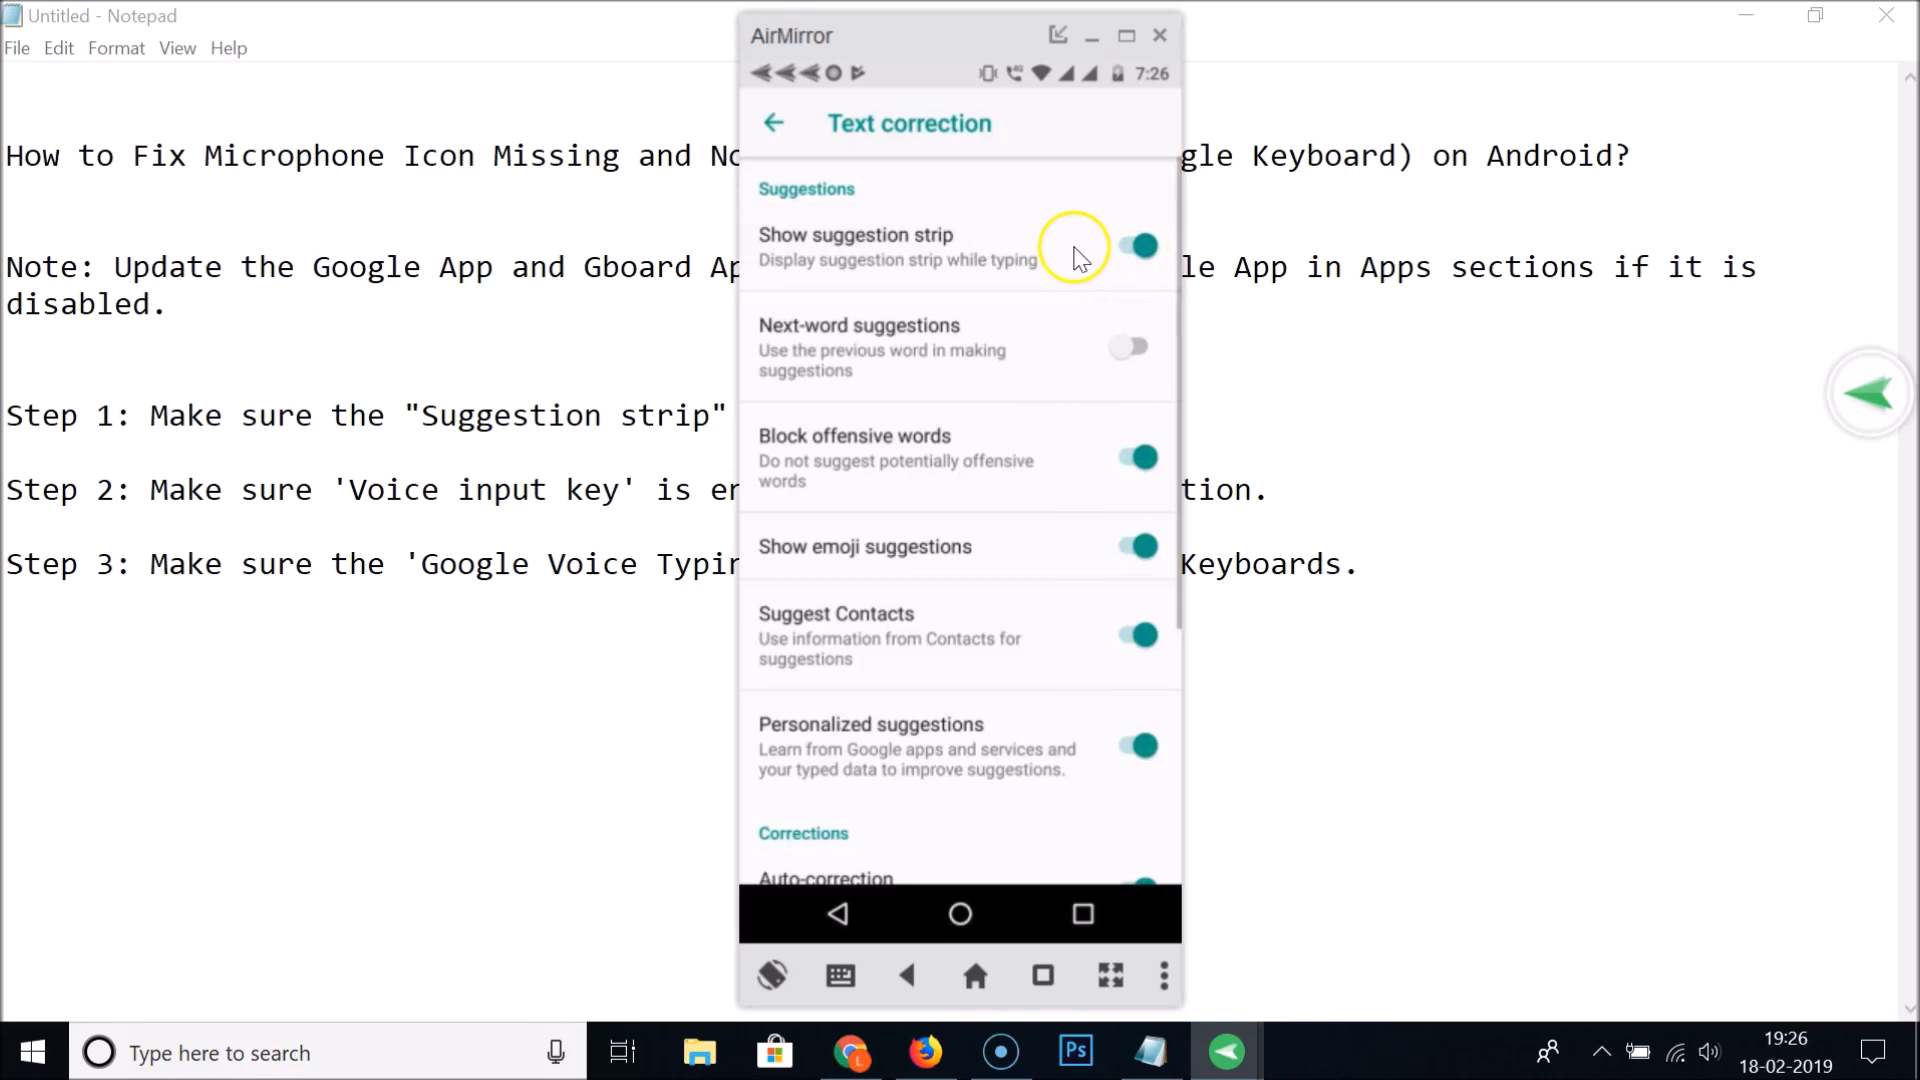 Untitled - Notepad
File Edit Format View Help
How to Fix Microphone Icon Missing and No
gle Keyboard) on Android?
Note: Update the Google App and Gboard Ap
le App in Apps sections if it is
disabled.
Step 1: Make sure the "Suggestion strip"
Step 2: Make sure 'Voice input key' is en
tion.
Step 3: Make sure the 'Google Voice Typin
Keyboards.
AirMirror
7:26
Text correction
Suggestions
Show suggestion strip
Display suggestion strip while typing
Next-word suggestions
Use the previous word in making
suggestions
Block offensive words
Do not suggest potentially offensive
words
Show emoji suggestions
Suggest Contacts
Use information from Contacts for
suggestions
Personalized suggestions
Learn from Google apps and services and
your typed data to improve suggestions.
Corrections
Auto-correction
Type here to search
L
Ps
19:26
18-02-2019